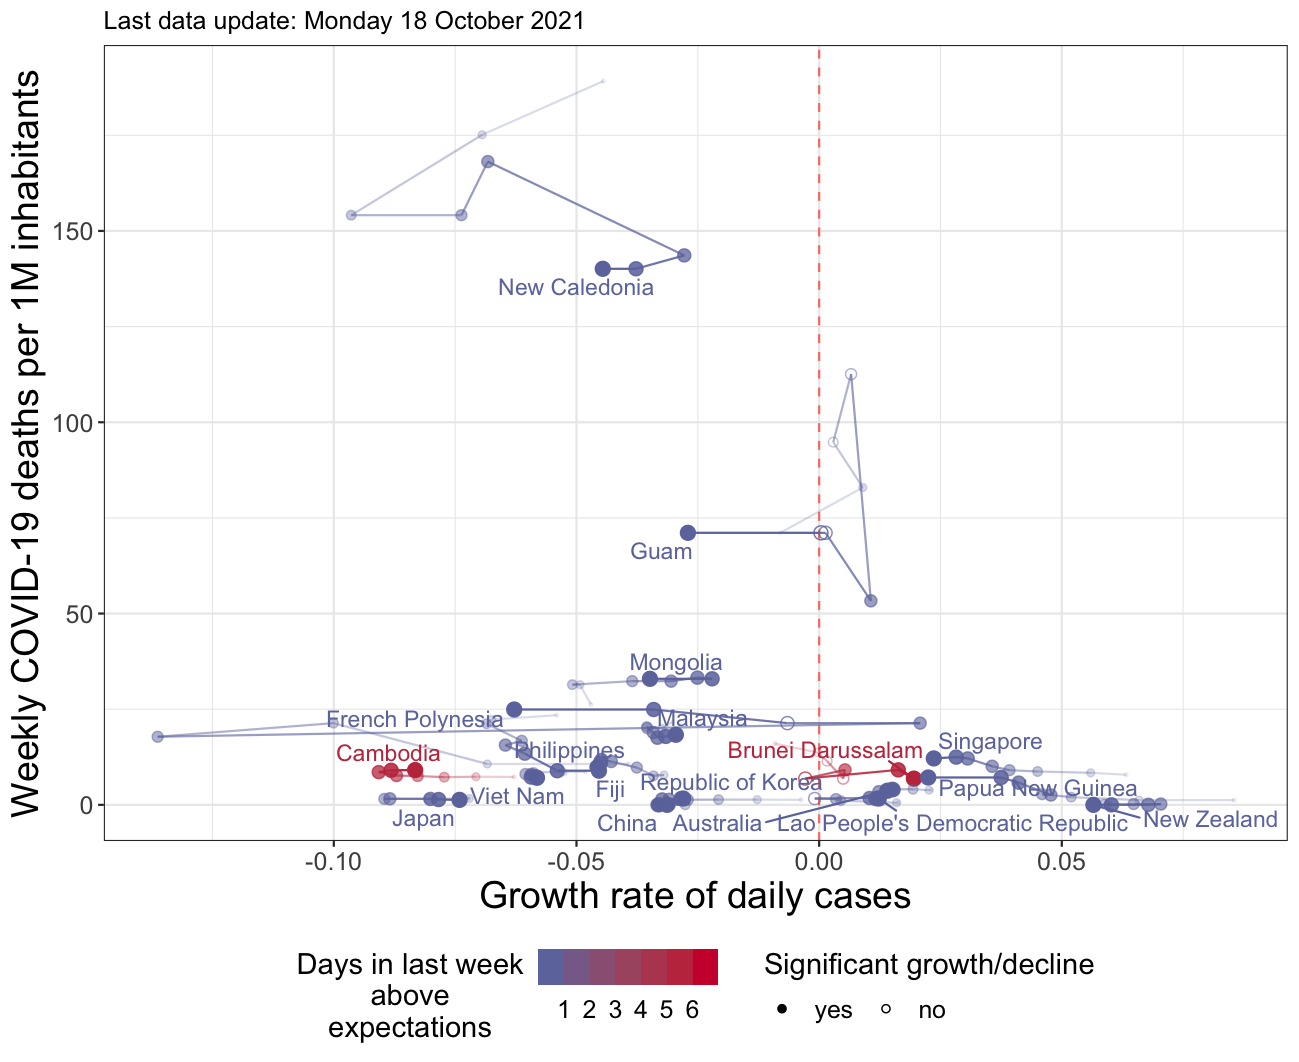 Last data update: Monday 18 October 2021
Weekly COVID-19 deaths per 1M inhabitants
150
100
50
0
New Caledonia
Guam
Mongolia
French Polynesia
Malaysia
Cambodia
Philippines
Brunei Darussalam
Singapore
Viet Nam
Fiji
Republic of Korea
Papua New Guinea
Japan
China
Australia
Lao People's Democratic Republic
New Zealand
-0.10
-0.05
0.00
0.05
Growth rate of daily cases
Days in last week
above
expectations
1 2 3 4 5 6
Significant growth/decline
yes
no